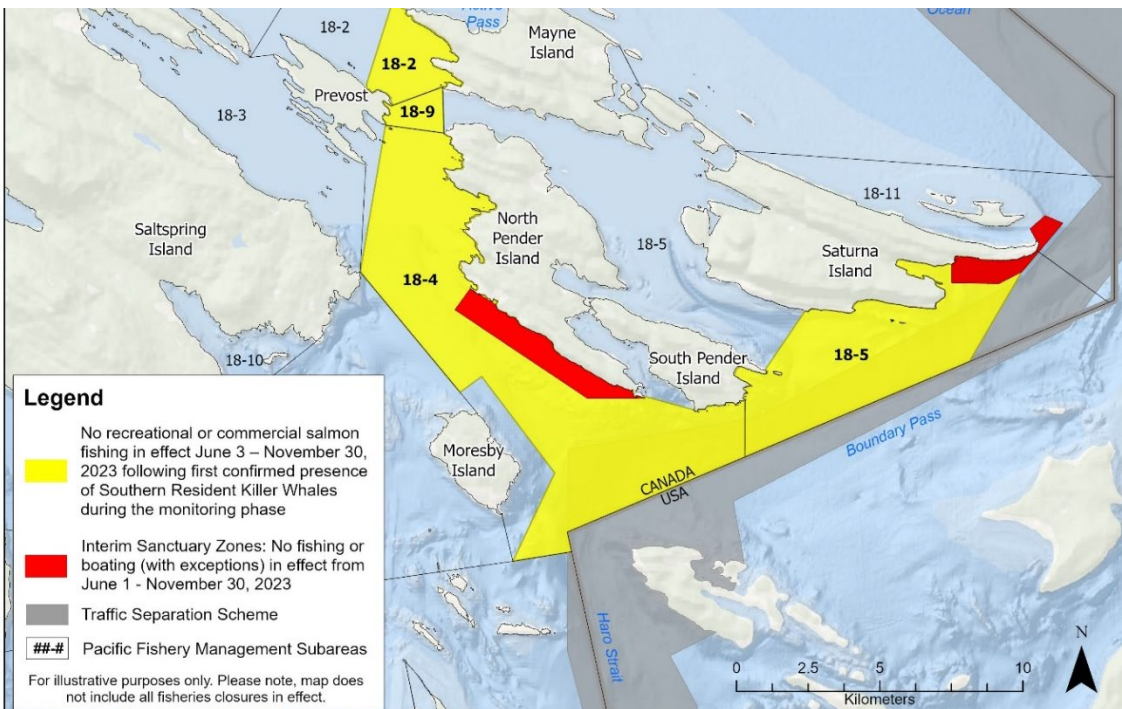 Active
Pass
Ocean
18-2
Mayne
Island
18-2
Prevost
18-9
18-3
18-11
North
Pender
Island
Saltspring
Island
18-5
Saturna
Island
18-4
18-5
South Pender
Island
18-10
Boundary Pass
Moresby
Island
CANADA
USA
Haro Strait
Legend
No recreational or commercial salmon
fishing in effect June 3 – November 30,
2023 following first confirmed presence
of Southern Resident Killer Whales
during the monitoring phase
Interim Sanctuary Zones: No fishing or
boating (with exceptions) in effect from
June 1 - November 30, 2023
Traffic Separation Scheme
##-# Pacific Fishery Management Subareas
For illustrative purposes only. Please note, map does
not include all fisheries closures in effect.
N
0 2.5 5 10
Kilometers